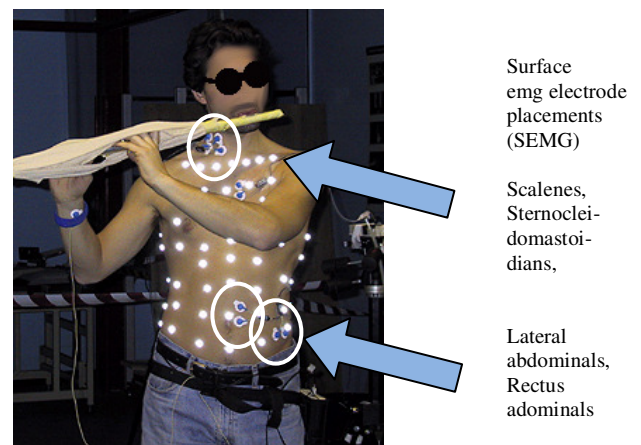 Surface
emg electrode
placements
(SEMG)
Scalenes,
Sternoclei-
domastoi-
dians,
Lateral
abdominals,
Rectus
adominals